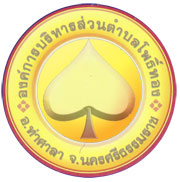 องค์การบริหารส่วนตำบลโพธิ์ทอง
อ.ท่าศาลา จ.นครศรีธรรมราช